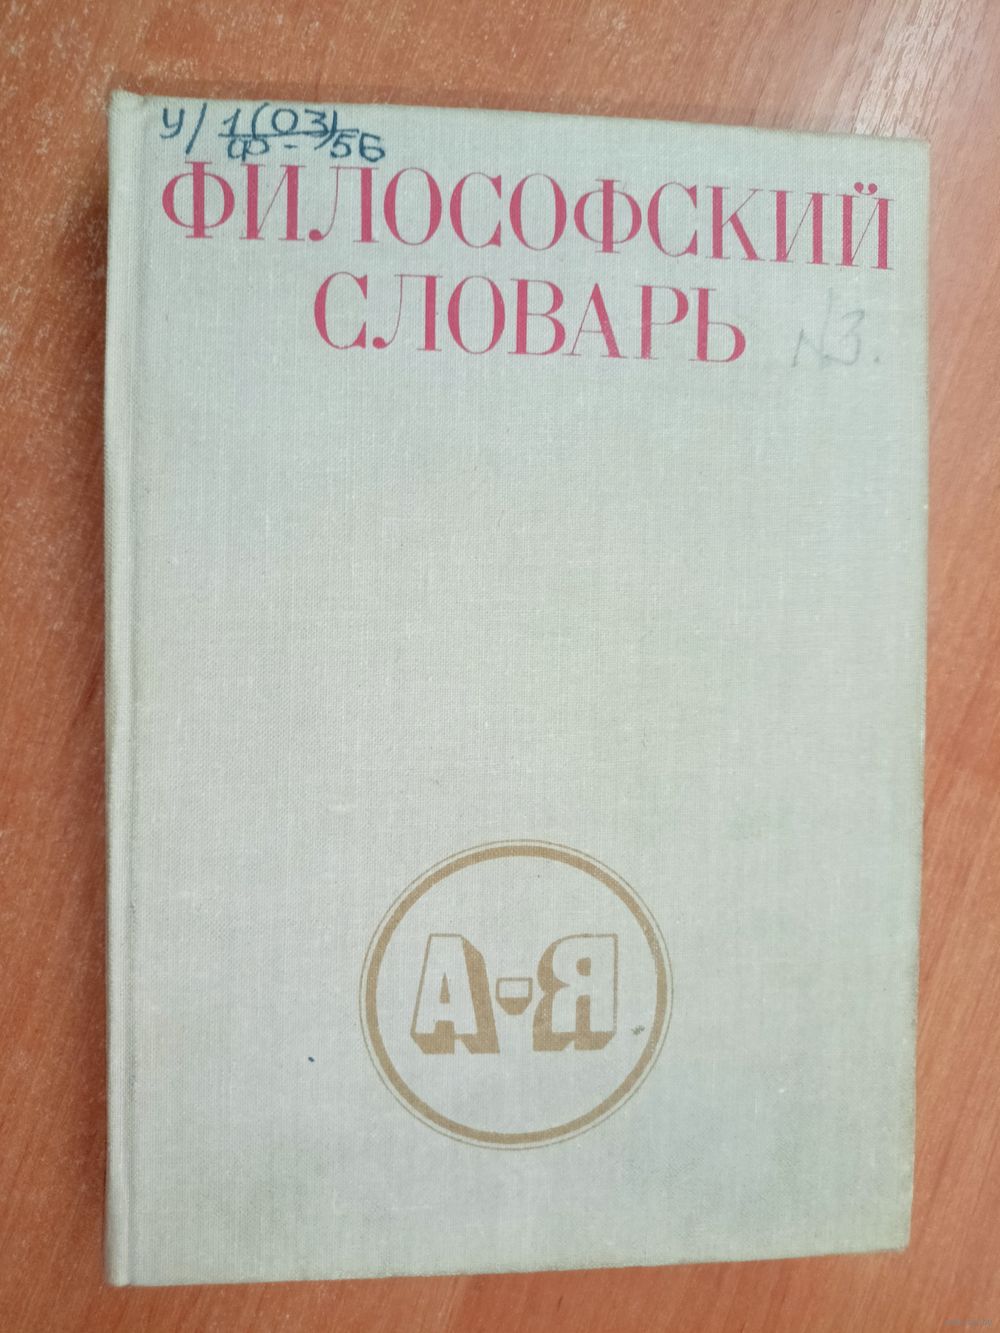 У/ 1(03)
Ф- 56
ФИЛОСОФСКИЙ
СЛОВАРЬ
№3.
А-Я